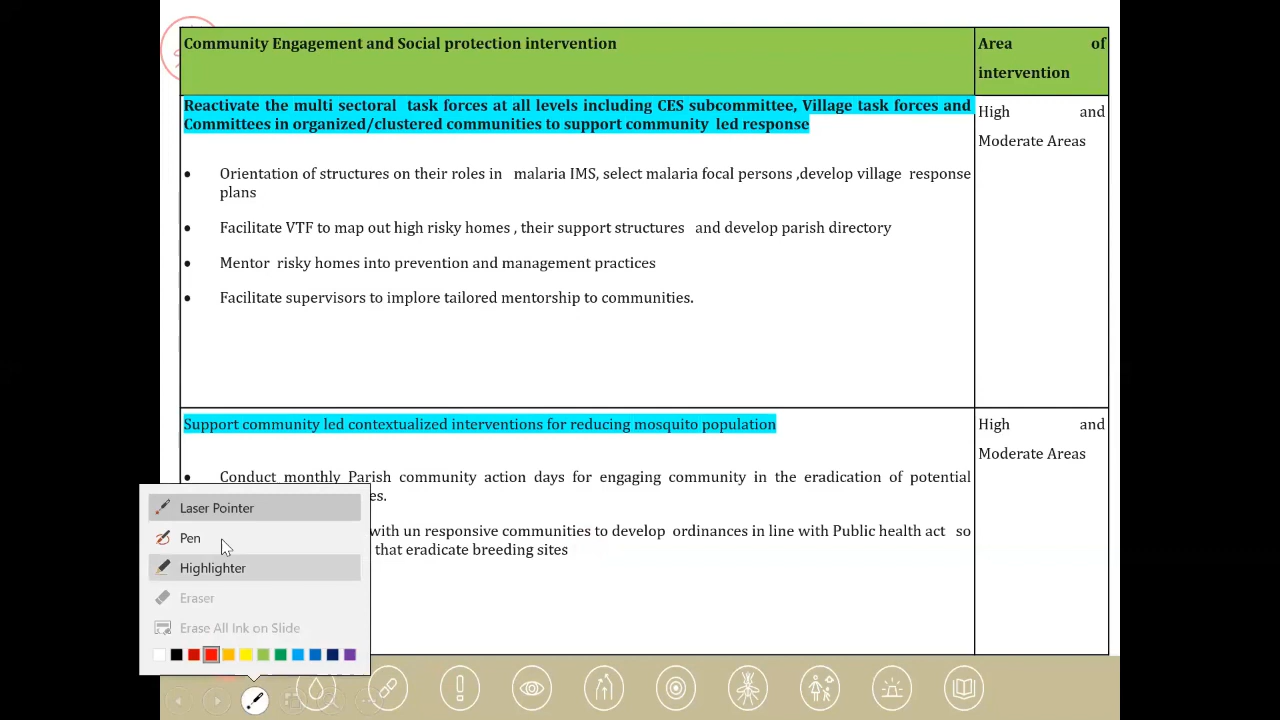 Community Engagement and Social protection intervention
Area of
intervention
Reactivate the multi sectoral task forces at all levels including CES subcommittee, Village task forces and
Committees in organized/clustered communities to support community led response
High and
Moderate Areas
• Orientation of structures on their roles in malaria IMS, select malaria focal persons ,develop village response
plans
• Facilitate VTF to map out high risky homes , their support structures and develop parish directory
• Mentor risky homes into prevention and management practices
• Facilitate supervisors to implore tailored mentorship to communities.
Support community led contextualized interventions for reducing mosquito population
High and
Moderate Areas
• Conduct monthly Parish community action days for engaging community in the eradication of potential
es.
with un responsive communities to develop ordinances in line with Public health act so
that eradicate breeding sites
Laser Pointer
Pen
Highlighter
Eraser
Erase All Ink on Slide